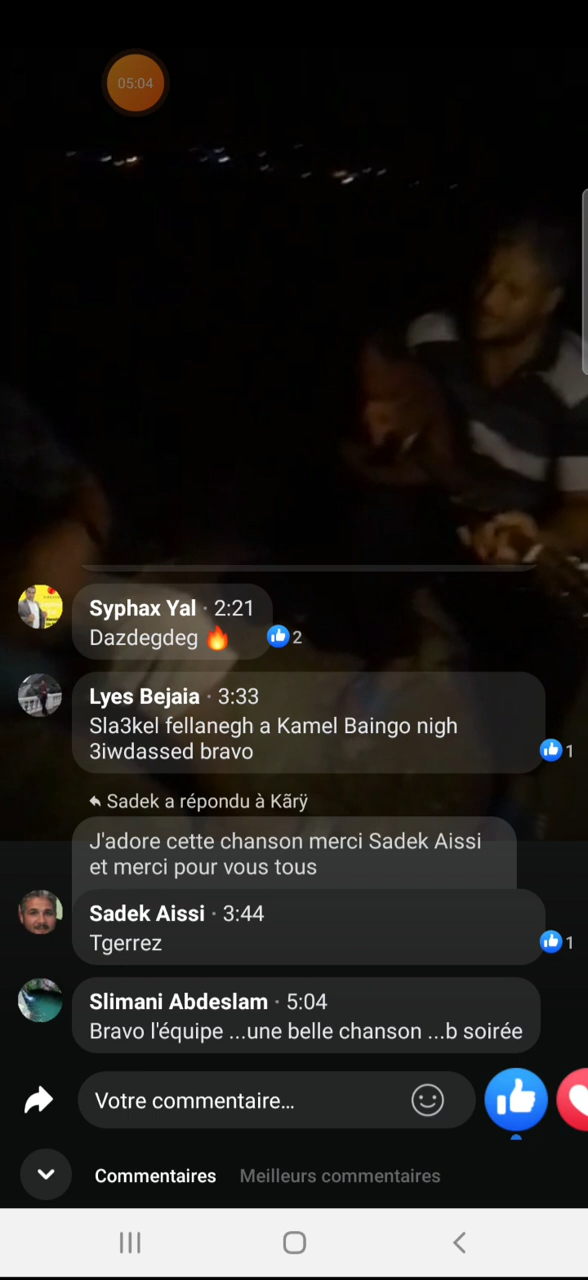 05:04
Syphax Yal · 2:21
Dazdegdeg 🔥
2
Lyes Bejaia · 3:33
Sla3kel fellanegh a Kamel Baingo nigh
3iwdassed bravo
1
Sadek a répondu à Kãrÿ
J'adore cette chanson merci Sadek Aissi
et merci pour vous tous
Sadek Aissi · 3:44
Tgerrez
1
Slimani Abdeslam · 5:04
Bravo l'équipe ...une belle chanson ...b soirée
Votre commentaire...
Commentaires Meilleurs commentaires